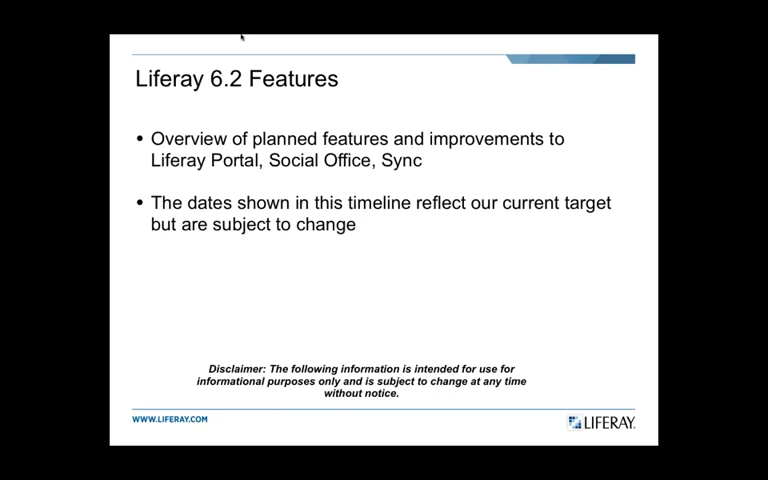 Liferay 6.2 Features
• Overview of planned features and improvements to
Liferay Portal, Social Office, Sync
• The dates shown in this timeline reflect our current target
but are subject to change
Disclaimer: The following information is intended for use for
informational purposes only and is subject to change at any time
without notice.
WWW.LIFERAY.COM
LIFERAY.